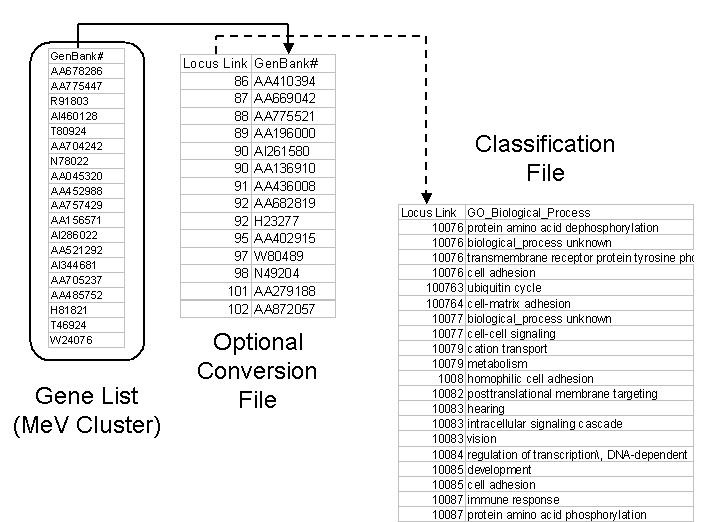 GenBank#
AA678286
AA775447
R91803
AI460128
T80924
AA704242
N78022
AA045320
AA452988
AA757429
AA156571
AI286022
AA521292
AI344681
AA705237
AA485752
H81821
T46924
W24076
Gene List
(MeV Cluster)
Locus Link GenBank#
86 AA410394
87 AA669042
88 AA775521
89 AA196000
90 AI261580
90 AA136910
91 AA436008
92 AA682819
92 H23277
95 AA402915
97 W80489
98 N49204
101 AA279188
102 AA872057
Optional
Conversion
File
Classification
File
Locus Link GO_Biological_Process
10076 protein amino acid dephosphorylation
10076 biological_process unknown
10076 transmembrane receptor protein tyrosine pho
10076 cell adhesion
100763 ubiquitin cycle
100764 cell-matrix adhesion
10077 biological_process unknown
10077 cell-cell signaling
10079 cation transport
10079 metabolism
1008 homophilic cell adhesion
10082 posttranslational membrane targeting
10083 hearing
10083 intracellular signaling cascade
10083 vision
10084 regulation of transcription\, DNA-dependent
10085 development
10085 cell adhesion
10087 immune response
10087 protein amino acid phosphorylation